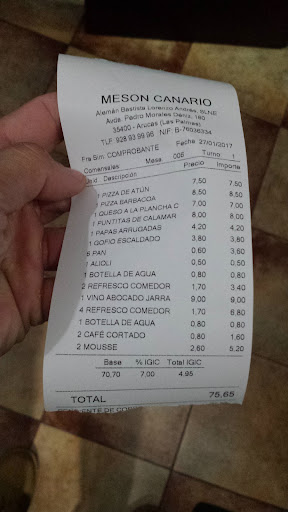 MESON CANARIO
Alemán Bautista Lorenzo Andres, SLNE
Avda. Pedro Morales Déniz, 180
35400 - Arucas (Las Palmas)
TLF. 928 93 99 96 NIF: B-76036334
Fra.Sim: COMPROBANTE Fecha 27/01/2017
Comensales Mesa 006 Turno: 1
Unid. Descripción Precio Importe
1 PIZZA DE ATÚN 7,50 7,50
1 PIZZA BARBACOA 8,50 8,50
1 QUESO A LA PLANCHA C 7,00 7,00
1 PUNTITAS DE CALAMAR 8,00 8,00
1 PAPAS ARRUGADAS 4,20 4,20
1 GOFIO ESCALDADO 3,80 3,80
6 PAN 0,60 3,60
1 ALIOLI 0,50 0,50
1 BOTELLA DE AGUA 0,80 0,80
2 REFRESCO COMEDOR 1,70 3,40
1 VINO ABOCADO JARRA 9,00 9,00
4 REFRESCO COMEDOR 1,70 6,80
1 BOTELLA DE AGUA 0,80 0,80
2 CAFÉ CORTADO 0,80 1,60
2 MOUSSE 2,60 5,20
Base % IGIC Total IGIC
70,70 7,00 4,95
TOTAL 75,65